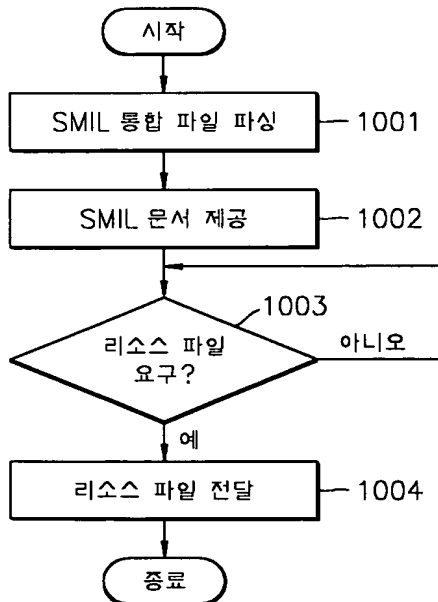 시작
SMIL 통합 파일 파싱
1001
SMIL 문서 제공
1002
1003
리소스 파일
요구?
아니오
예
리소스 파일 전달
1004
종료